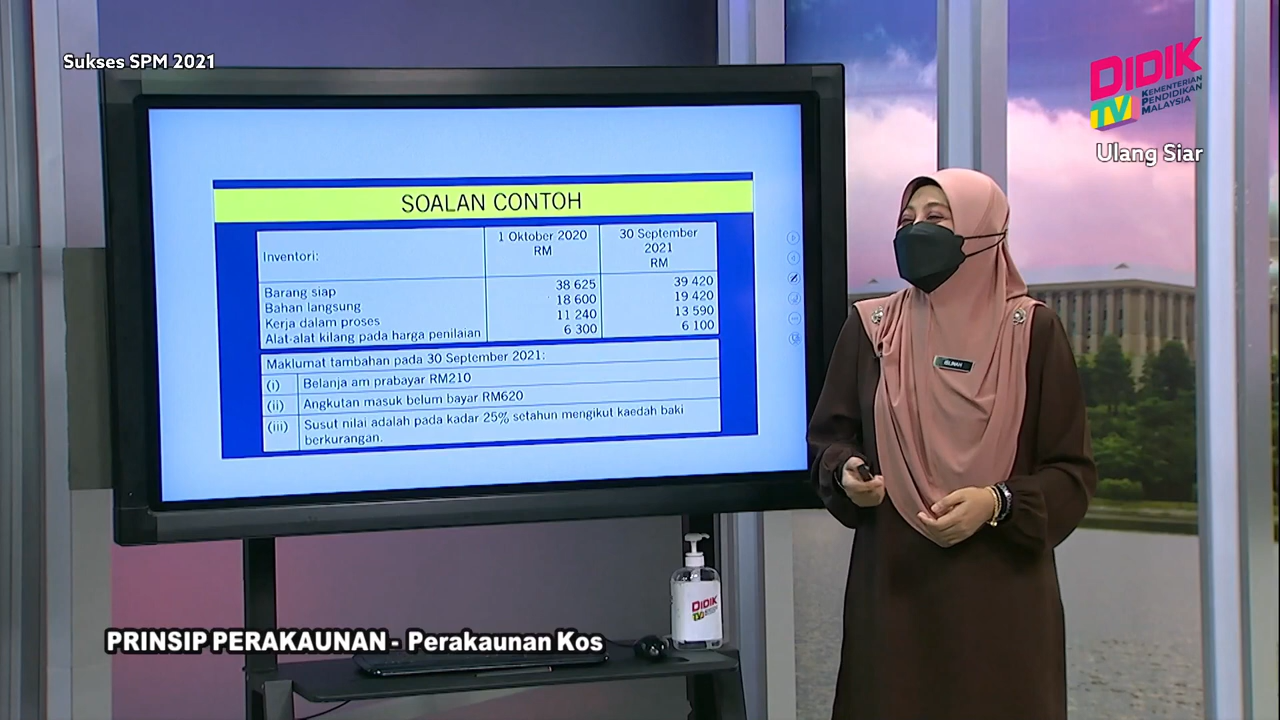 Sukses SPM 2021
DIDIK
TV
KEMENTERIAN
PENDIDIKAN
MALAYSIA
Ulang Siar
SOALAN CONTOH
Inventori:
1 Oktober 2020
RM
30 September
2021
RM
Barang siap 38 625 39 420
Bahan langsung 18 600 19 420
Kerja dalam proses 11 240 13 590
Alat-alat kilang pada harga penilaian 6 300 6 100
Maklumat tambahan pada 30 September 2021:
(i) Belanja am prabayar RM210
(ii) Angkutan masuk belum bayar RM620
(iii) Susut nilai adalah pada kadar 25% setahun mengikut kaedah baki
berkurangan.
DIDIK
TV
PRINSIP PERAKAUNAN - Perakaunan Kos